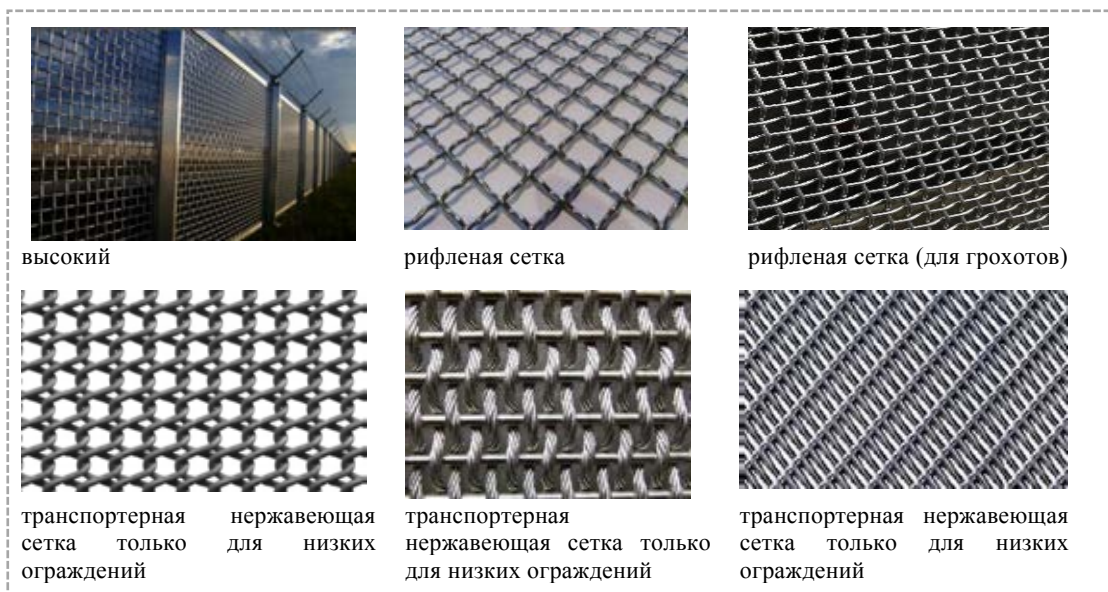 высокий
рифленая сетка
рифленая сетка (для грохотов)
транспортерная нержавеющая
сетка только для низких
ограждений
транспортерная
нержавеющая сетка только
для низких ограждений
транспортерная нержавеющая
сетка только для низких
ограждений